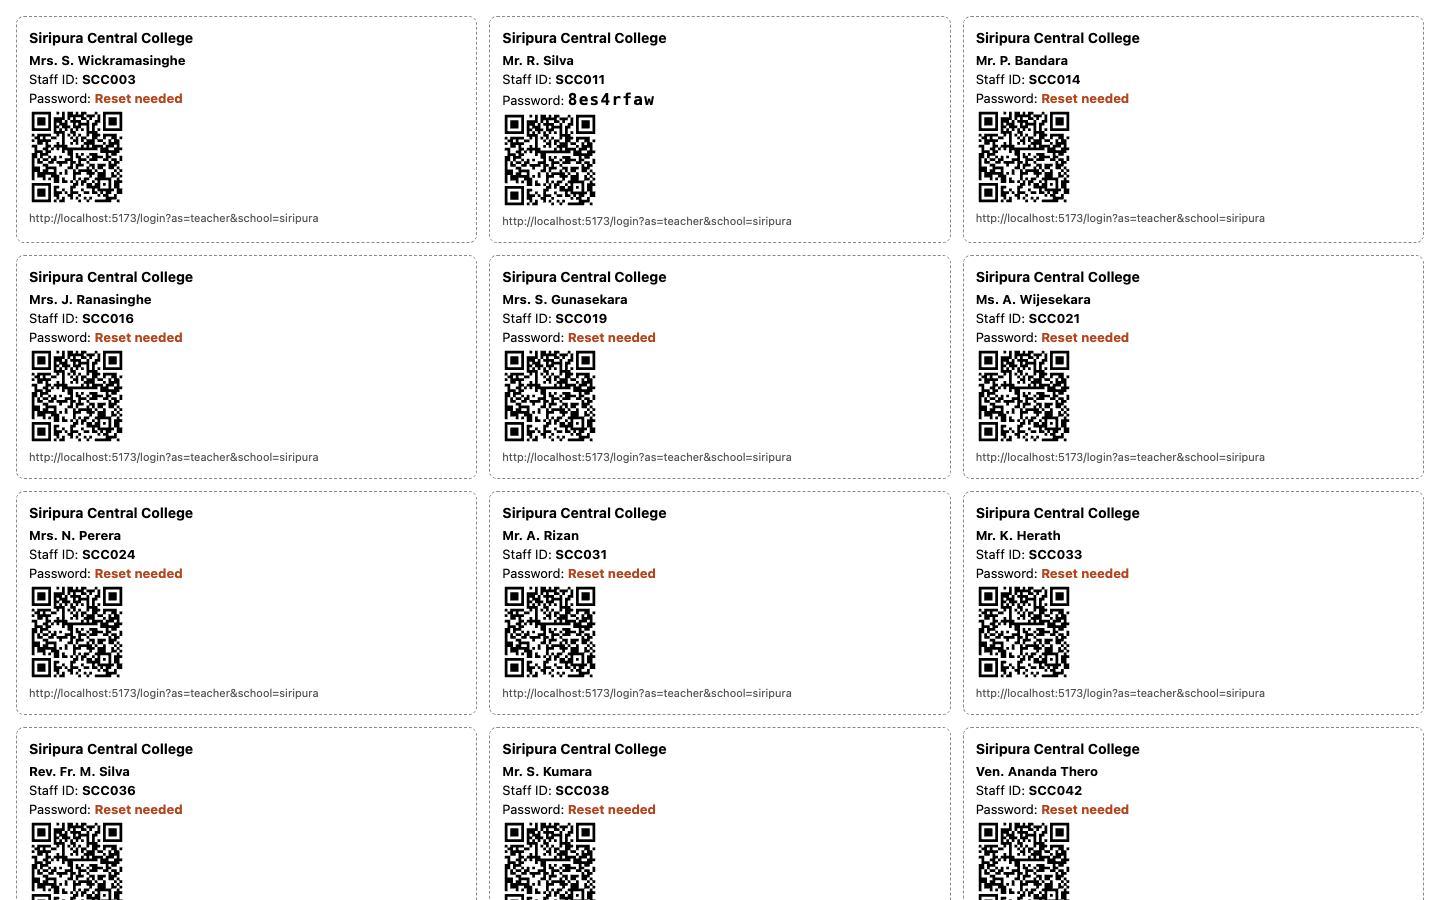 Siripura Central College
Mrs. S. Wickramasinghe
Staff ID: SCC003
Password: Reset needed
http://localhost:5173/login?as=teacher&school=siripura
Siripura Central College
Mr. R. Silva
Staff ID: SCC011
Password: 8es4rfaw
http://localhost:5173/login?as=teacher&school=siripura
Siripura Central College
Mr. P. Bandara
Staff ID: SCC014
Password: Reset needed
http://localhost:5173/login?as=teacher&school=siripura
Siripura Central College
Mrs. J. Ranasinghe
Staff ID: SCC016
Password: Reset needed
http://localhost:5173/login?as=teacher&school=siripura
Siripura Central College
Mrs. S. Gunasekara
Staff ID: SCC019
Password: Reset needed
http://localhost:5173/login?as=teacher&school=siripura
Siripura Central College
Ms. A. Wijesekara
Staff ID: SCC021
Password: Reset needed
http://localhost:5173/login?as=teacher&school=siripura
Siripura Central College
Mrs. N. Perera
Staff ID: SCC024
Password: Reset needed
http://localhost:5173/login?as=teacher&school=siripura
Siripura Central College
Mr. A. Rizan
Staff ID: SCC031
Password: Reset needed
http://localhost:5173/login?as=teacher&school=siripura
Siripura Central College
Mr. K. Herath
Staff ID: SCC033
Password: Reset needed
http://localhost:5173/login?as=teacher&school=siripura
Siripura Central College
Rev. Fr. M. Silva
Staff ID: SCC036
Password: Reset needed
Siripura Central College
Mr. S. Kumara
Staff ID: SCC038
Password: Reset needed
Siripura Central College
Ven. Ananda Thero
Staff ID: SCC042
Password: Reset needed